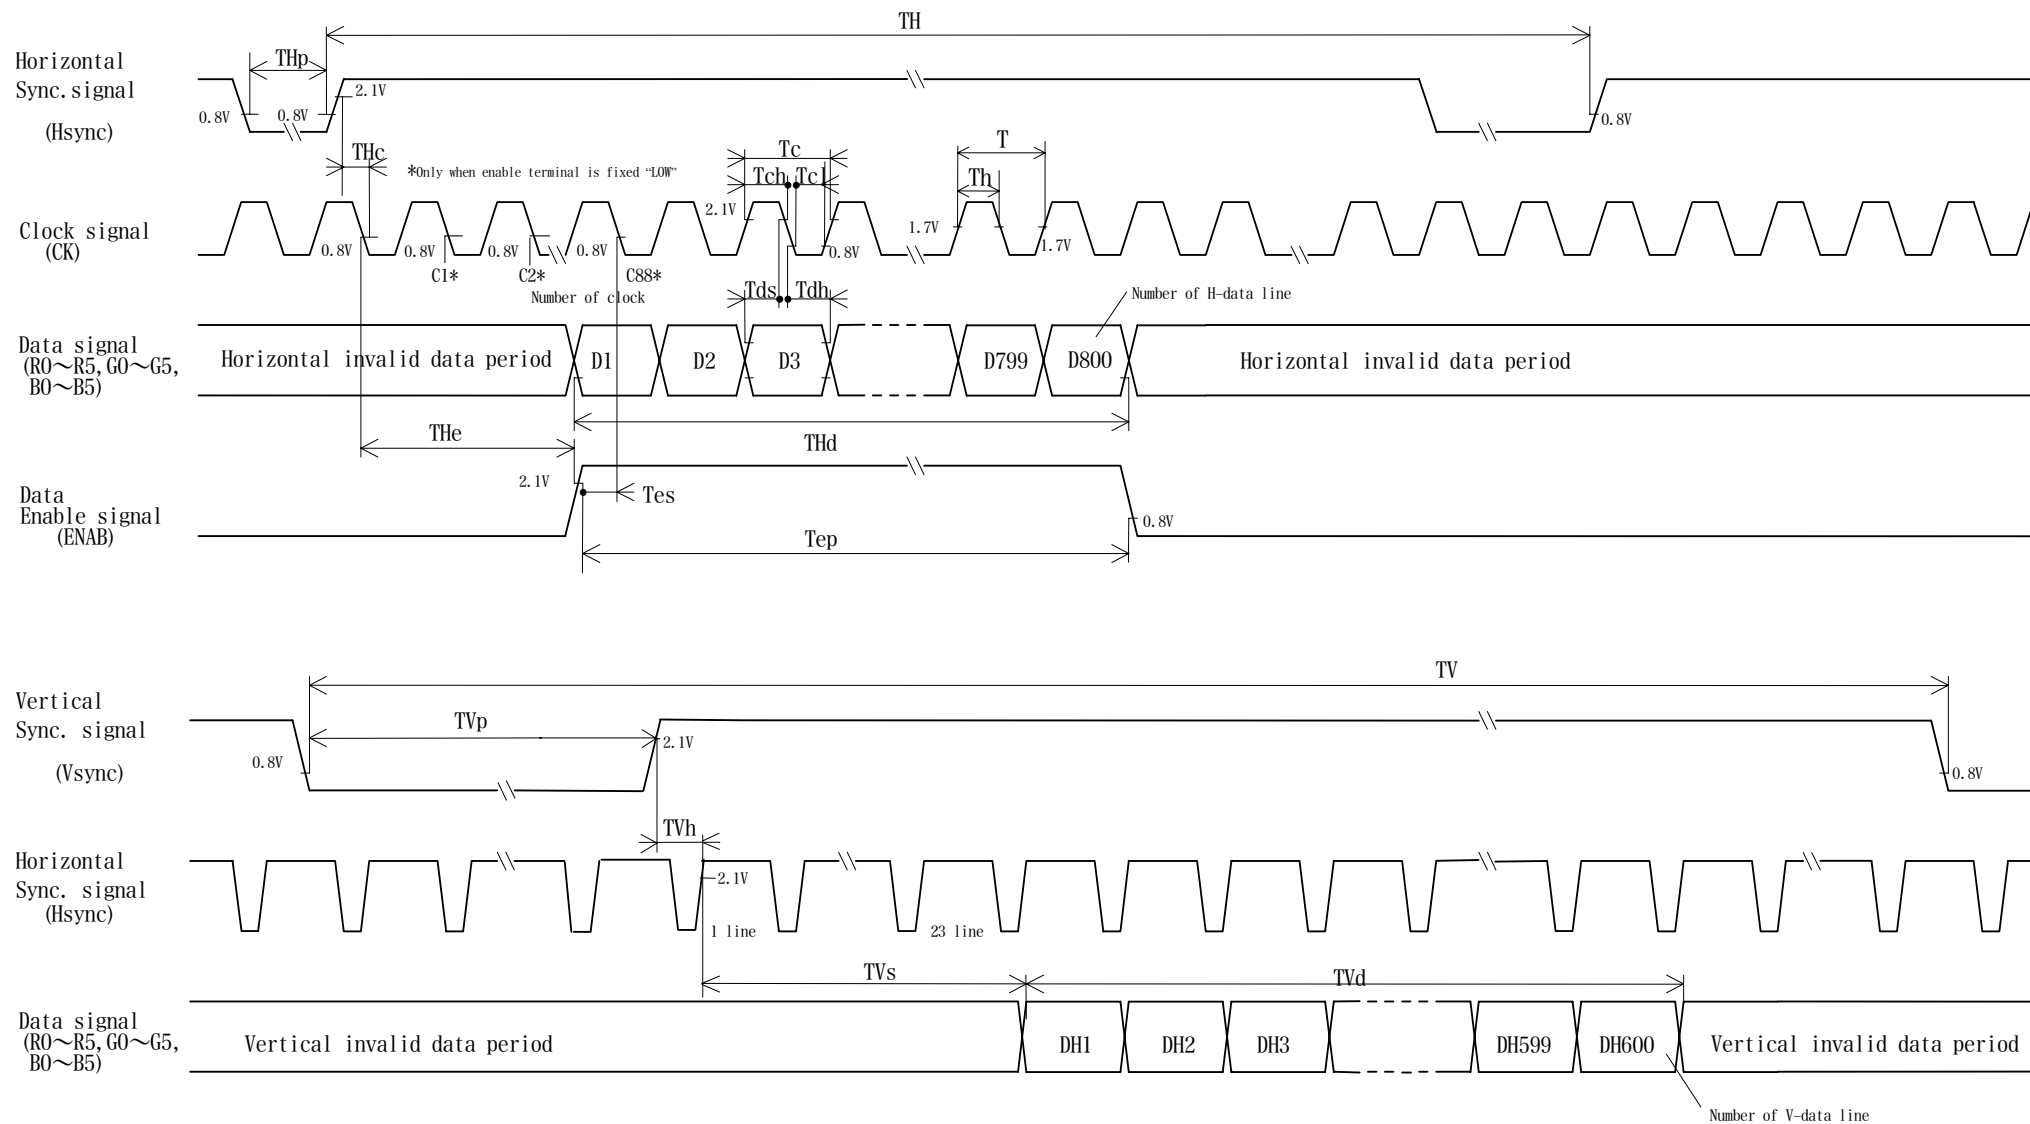 TH
Horizontal
Sync.signal
(Hsync)
THp
2.1V
0.8V
0.8V
0.8V
THc
*Only when enable terminal is fixed “LOW”
Tc
Tch
Tcl
T
Th
Clock signal
(CK)
2.1V
1.7V
1.7V
0.8V
0.8V
0.8V
0.8V
0.8V
C1*
C2*
C88*
Number of clock
Tds
Tdh
Number of H-data line
Data signal
(R0～R5,G0～G5,
B0～B5)
Horizontal invalid data period
D1
D2
D3
D799
D800
Horizontal invalid data period
THe
THd
2.1V
Tes
Data
Enable signal
(ENAB)
0.8V
Tep
TV
Vertical
Sync. signal
(Vsync)
TVp
2.1V
0.8V
0.8V
TVh
Horizontal
Sync. signal
(Hsync)
2.1V
1 line
23 line
TVs
TVd
Data signal
(R0～R5,G0～G5,
B0～B5)
Vertical invalid data period
DH1
DH2
DH3
DH599
DH600
Vertical invalid data period
Number of V-data line